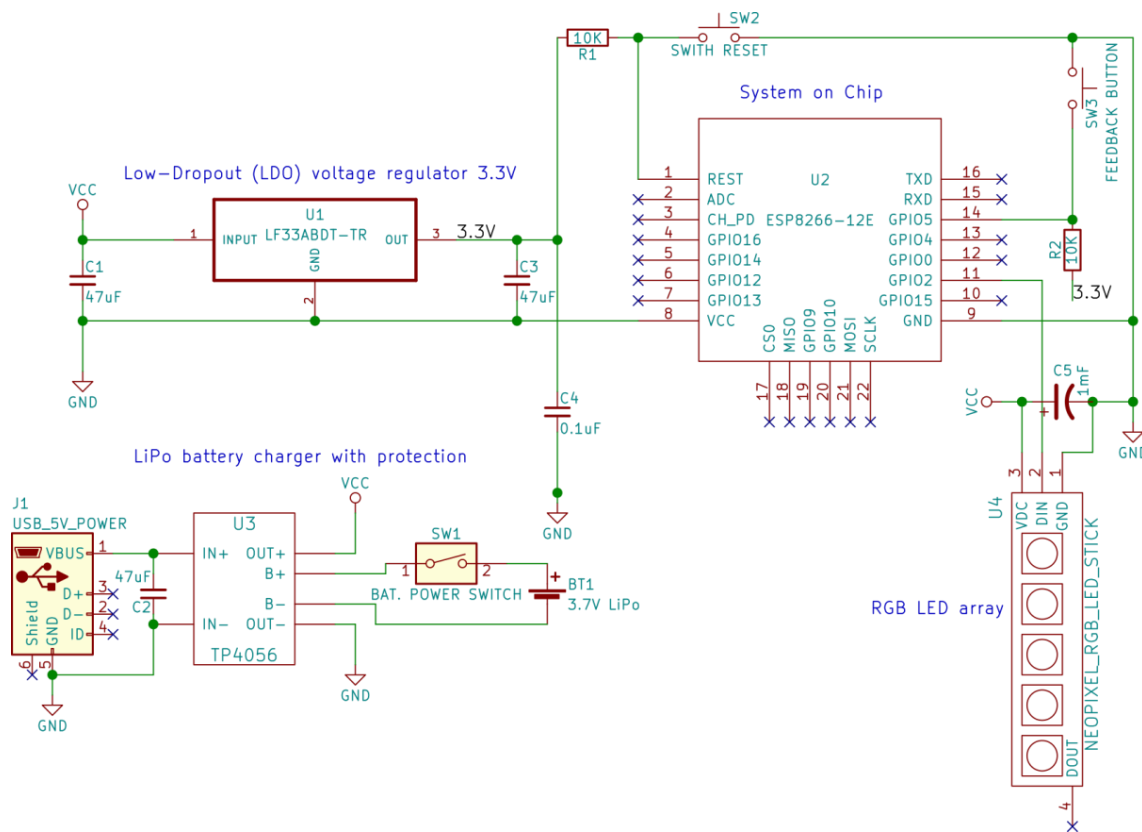 SW2
10K
SWITH RESET
R1
System on Chip
SW3
FEEDBACK BUTTON
Low-Dropout (LDO) voltage regulator 3.3V
VCC
U1
LF33ABDT-TR
1
INPUT
OUT
3
3.3V
GND
2
C1
47uF
C3
47uF
GND
U2
ESP8266-12E
1
REST
2
ADC
3
CH_PD
4
GPIO16
5
GPIO14
6
GPIO12
7
GPIO13
8
VCC
TXD
16
RXD
15
GPIO5
14
GPIO4
13
GPIO0
12
GPIO2
11
GPIO15
10
GND
9
CS0
MISO
GPIO9
GPIO10
MOSI
SCLK
17
18
19
20
21
22
R2
10K
3.3V
C4
0.1uF
GND
C5
1mF
VCC
+
GND
LiPo battery charger with protection
VCC
J1
USB_5V_POWER
VBUS
1
D+
3
D-
2
ID
4
Shield
GND
6
5
GND
47uF
C2
U3
IN+
OUT+
B+
B-
IN-
OUT-
TP4056
GND
SW1
1
2
BAT. POWER SWITCH
+
BT1
3.7V LiPo
RGB LED array
3
2
1
U4
VDC
DIN
GND
NEOPIXEL_RGB_LED_STICK
DOUT
4